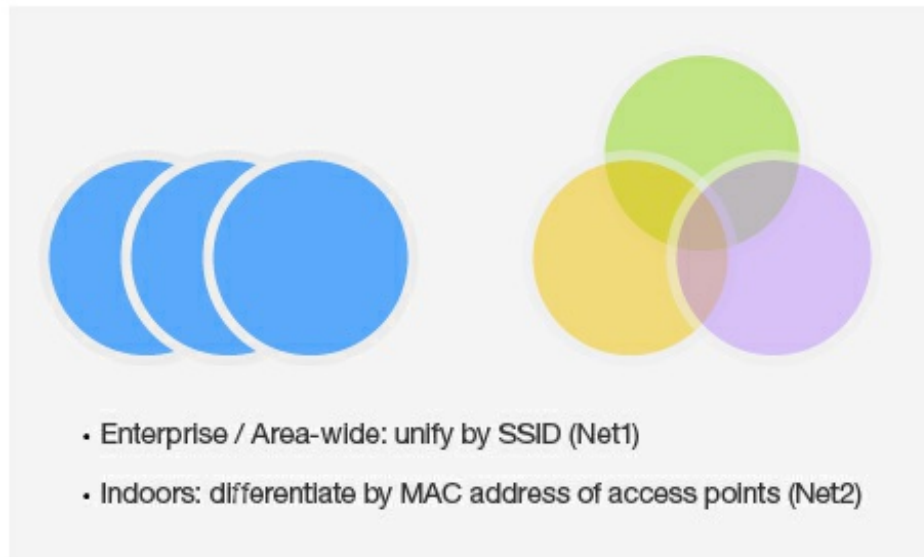 • Enterprise / Area-wide: unify by SSID (Net1)
• Indoors: differentiate by MAC address of access points (Net2)